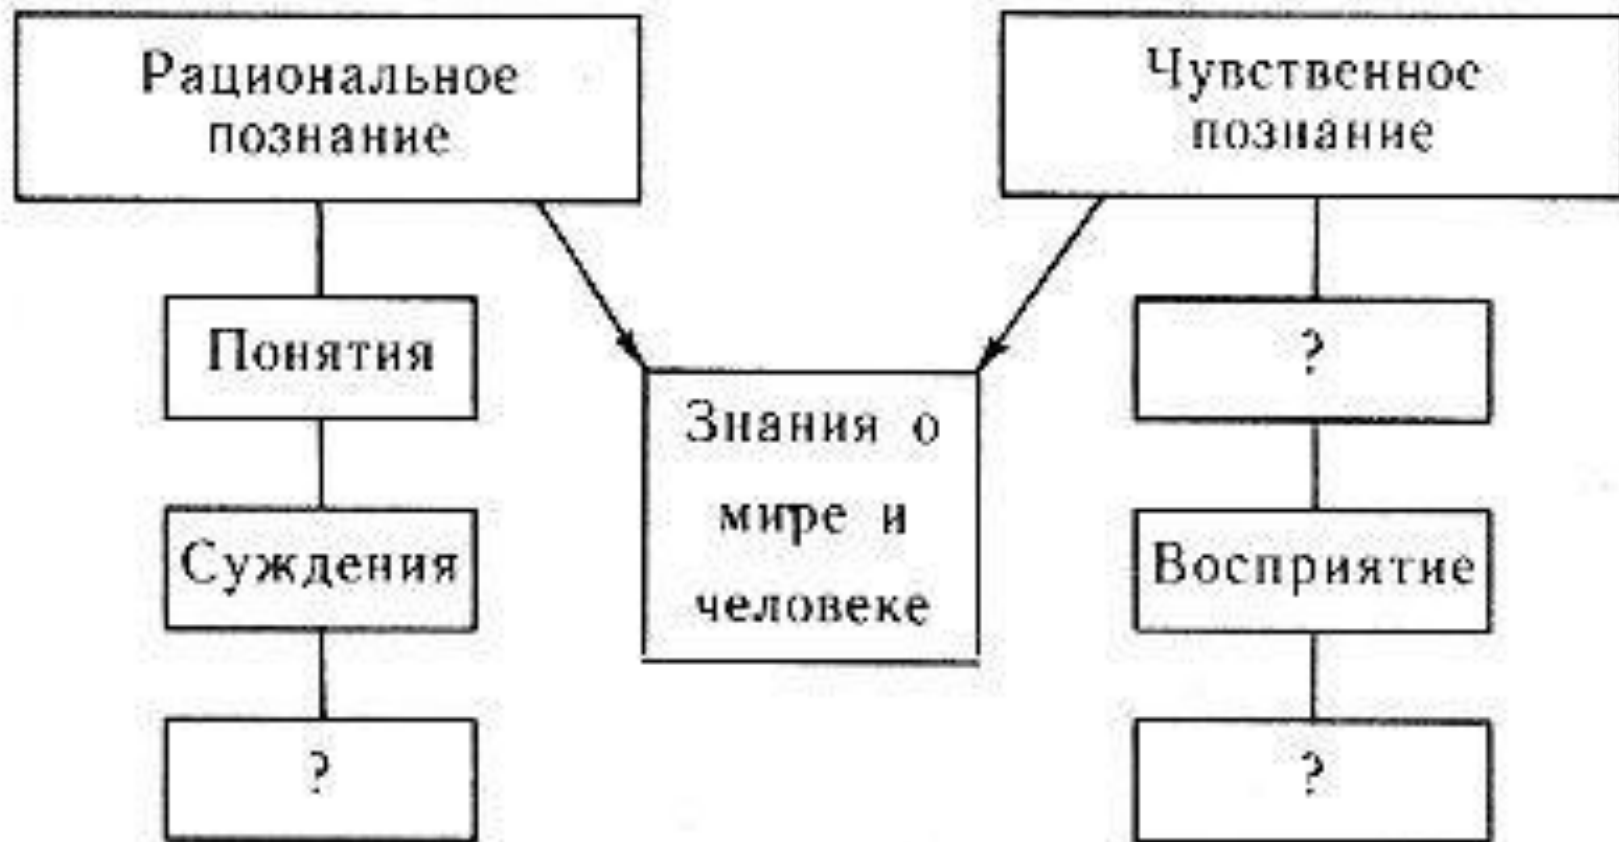 Рациональное
познание
Чувственное
познание
Понятия
?
Знания о
мире и
человеке
Суждения
Восприятие
?
?